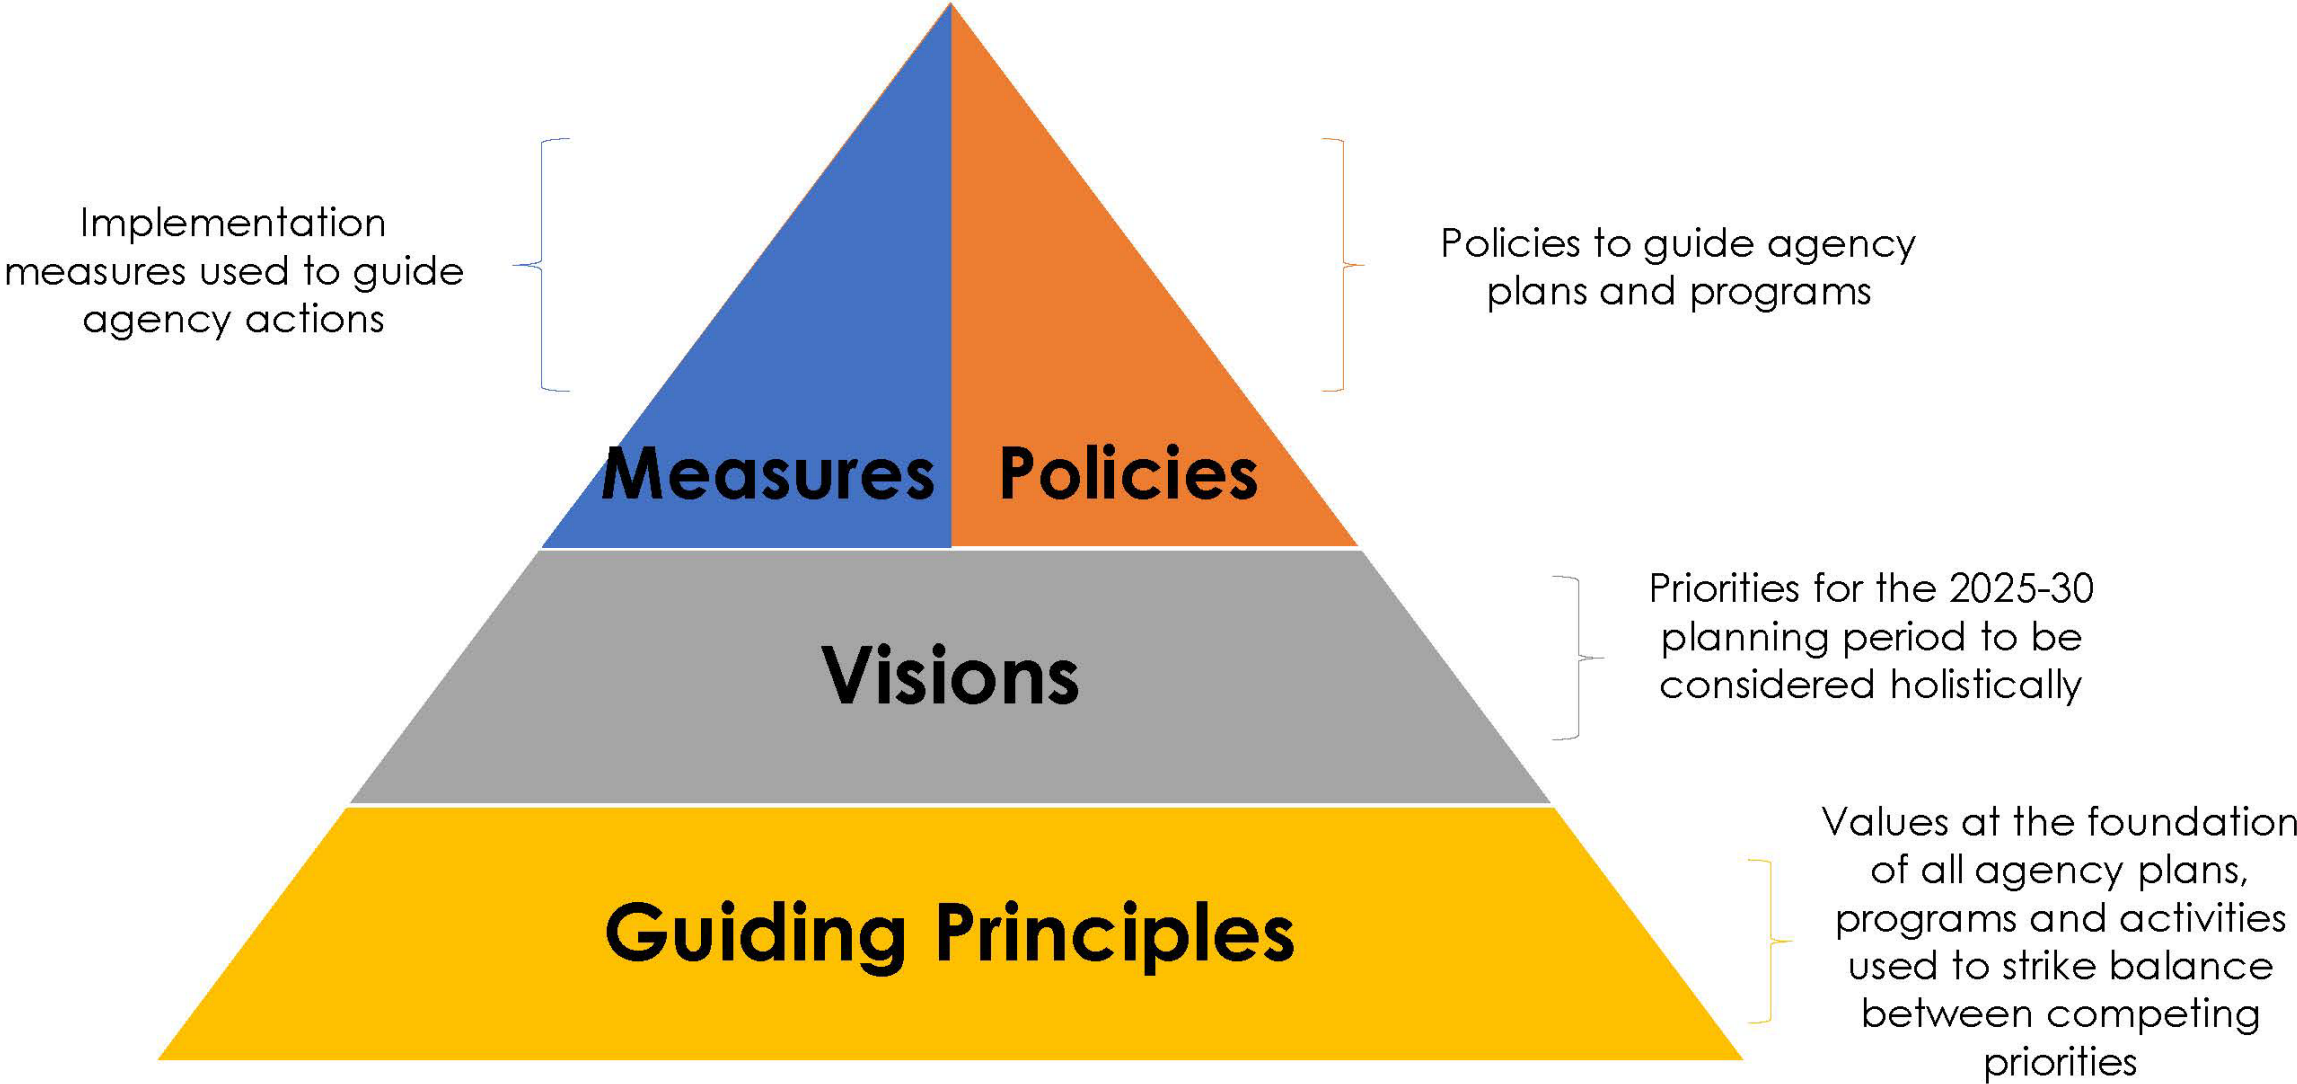 Implementation
measures used to guide
agency actions
Policies to guide agency
plans and programs
Measures
Policies
Priorities for the 2025-30
planning period to be
considered holistically
Visions
Values at the foundation
of all agency plans,
programs and activities
used to strike balance
between competing
priorities
Guiding Principles